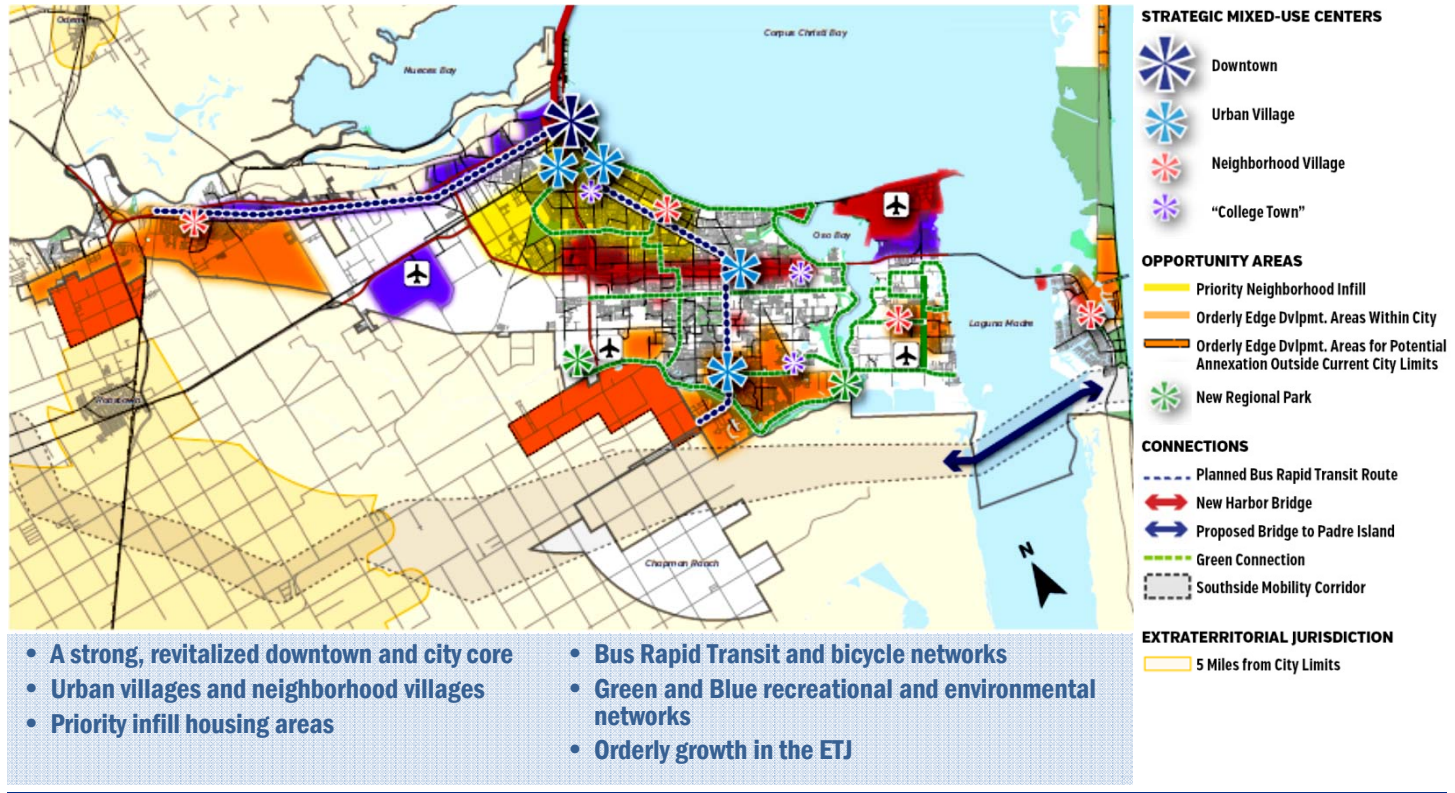 Odem
Nueces Bay
Corpus Christi Bay
Oso Bay
Laguna Madre
Robstown
Chapman Ranch
N
STRATEGIC MIXED-USE CENTERS
Downtown
Urban Village
Neighborhood Village
“College Town”
OPPORTUNITY AREAS
Priority Neighborhood Infill
Orderly Edge Dvlpmt. Areas Within City
Orderly Edge Dvlpmt. Areas for Potential
Annexation Outside Current City Limits
New Regional Park
CONNECTIONS
Planned Bus Rapid Transit Route
New Harbor Bridge
Proposed Bridge to Padre Island
Green Connection
Southside Mobility Corridor
EXTRATERRITORIAL JURISDICTION
5 Miles from City Limits
• A strong, revitalized downtown and city core
• Urban villages and neighborhood villages
• Priority infill housing areas
• Bus Rapid Transit and bicycle networks
• Green and Blue recreational and environmental
networks
• Orderly growth in the ETJ